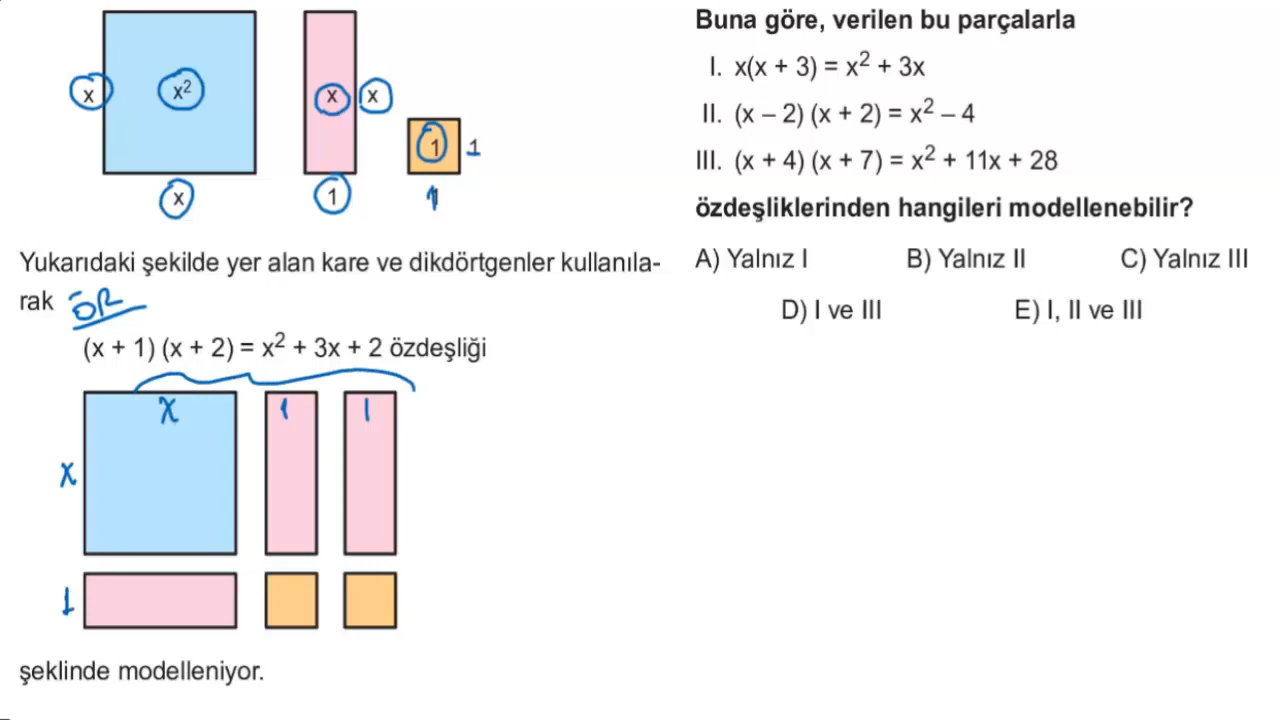 x
x²
x
x
x
1
1
1
1
Yukarıdaki şekilde yer alan kare ve dikdörtgenler kullanıla-
rak ÖR
(x + 1) (x + 2) = x² + 3x + 2 özdeşliği
x
1
1
x
1
şeklinde modelleniyor.
Buna göre, verilen bu parçalarla
I. x(x + 3) = x² + 3x
II. (x – 2) (x + 2) = x² – 4
III. (x + 4) (x + 7) = x² + 11x + 28
özdeşliklerinden hangileri modellenebilir?
A) Yalnız I B) Yalnız II C) Yalnız III
D) I ve III E) I, II ve III